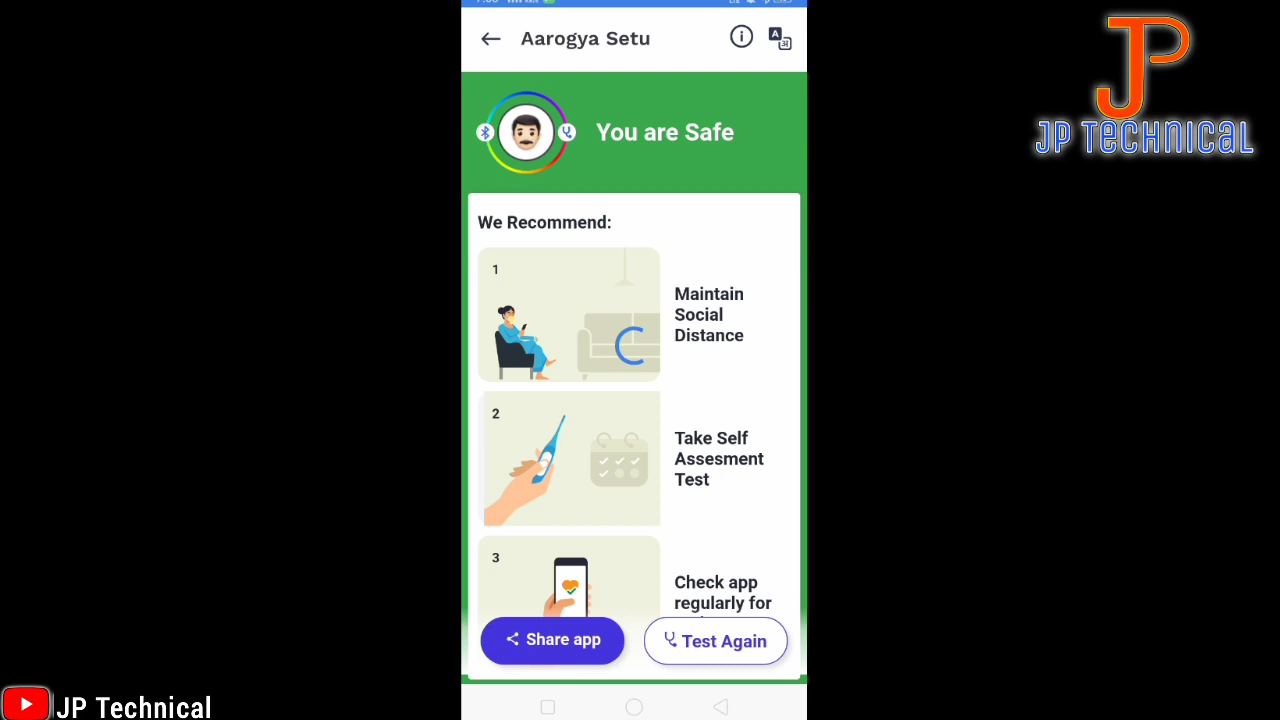 Aarogya Setu
You are Safe
We Recommend:
1
Maintain
Social
Distance
2
Take Self
Assesment
Test
3
Check app
regularly for
Share app
Test Again
JP
JP TECHNICAL
JP Technical